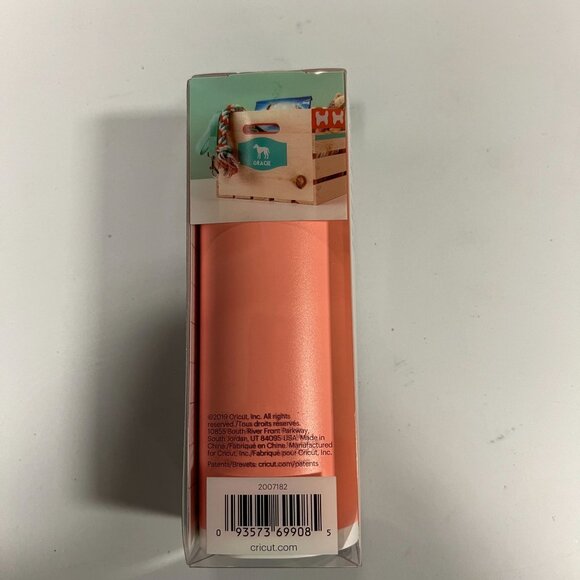 GRACIE
©2019 Cricut, Inc. All rights
reserved./Tous droits réservés.
10855 South River Front Parkway,
South Jordan, UT 84095 USA. Made in
China./Fabriqué en Chine. Manufactured
for Cricut, Inc./Fabriqué pour Cricut, Inc.
Patents/Brevets: cricut.com/patents
2007182
0 93573 69908 5
cricut.com